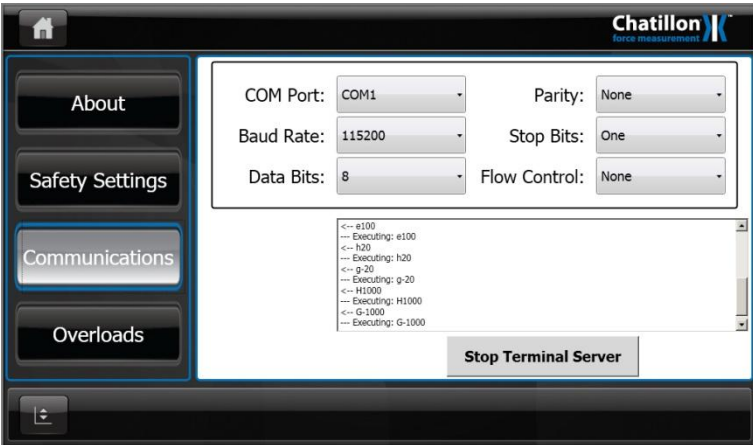 Chatillon™
force measurement
About
Safety Settings
Communications
Overloads
COM Port: COM1 Parity: None
Baud Rate: 115200 Stop Bits: One
Data Bits: 8 Flow Control: None
<-- e100
--- Executing: e100
<-- h20
--- Executing: h20
<-- g-20
--- Executing: g-20
<-- H1000
--- Executing: H1000
<-- G-1000
--- Executing: G-1000
Stop Terminal Server